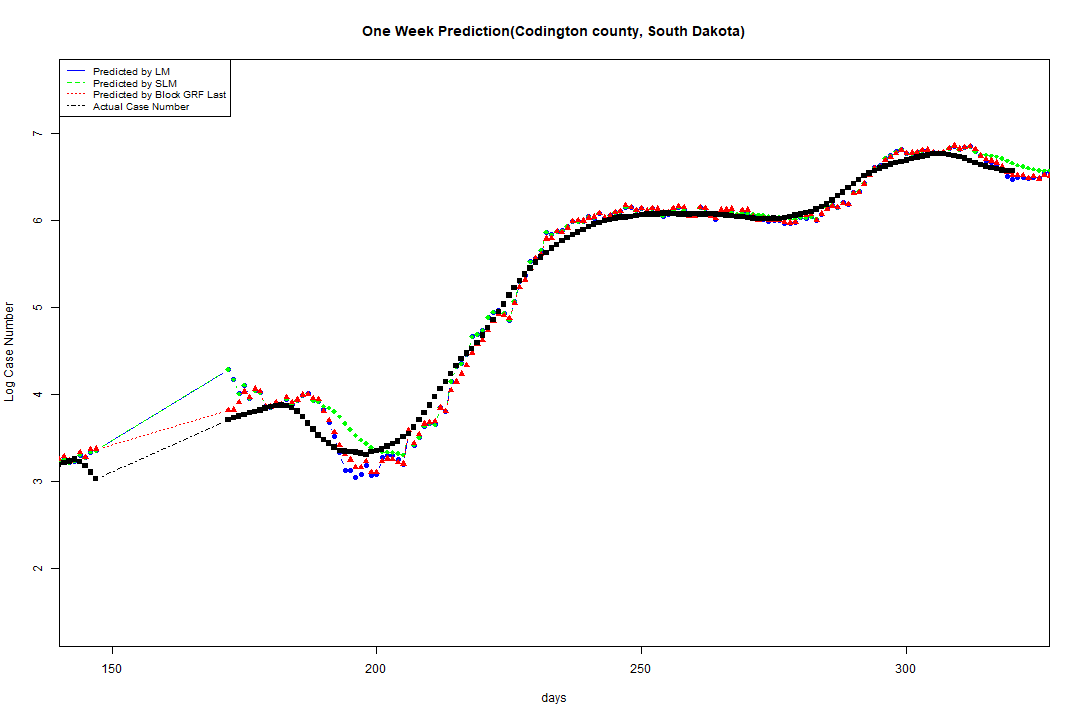 One Week Prediction(Codington county, South Dakota)
Predicted by LM
Predicted by SLM
Predicted by Block GRF Last
Actual Case Number
7
6
5
4
3
2
Log Case Number
150 200 250 300
days